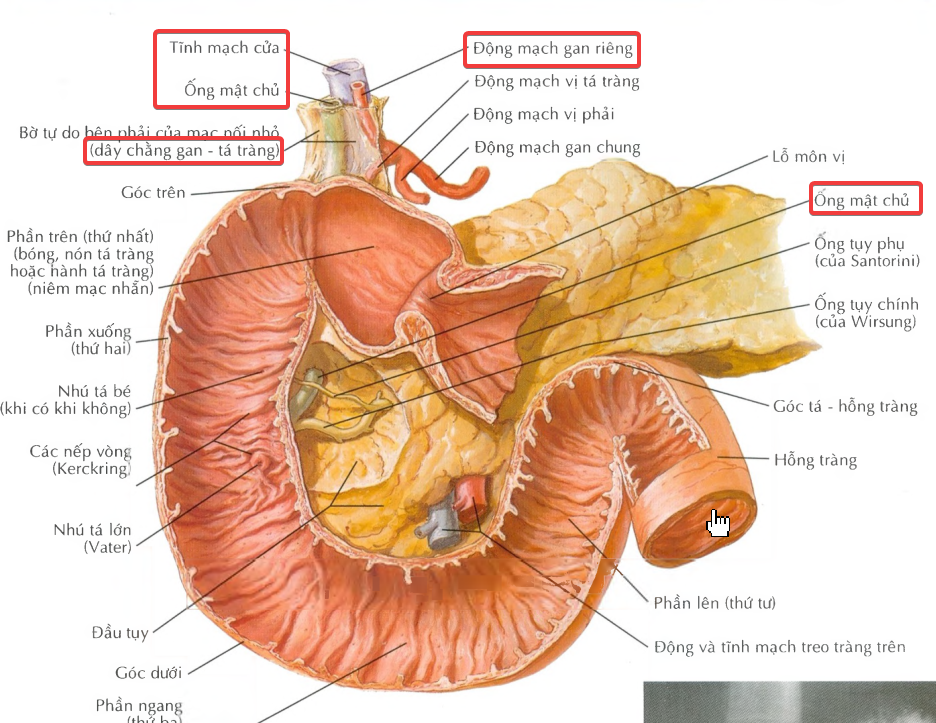 Tĩnh mạch cửa
Ống mật chủ
Bờ tự do bên phải của mạc nối nhỏ
(dây chằng gan - tá tràng)
Góc trên
Phần trên (thứ nhất)
(bóng, nón tá tràng
hoặc hành tá tràng)
(niêm mạc nhẵn)
Phần xuống
(thứ hai)
Nhú tá bé
(khi có khi không)
Các nếp vòng
(Kerckring)
Nhú tá lớn
(Vater)
Đầu tụy
Góc dưới
Phần ngang
(thứ ba)
Động mạch gan riêng
Động mạch vị tá tràng
Động mạch vị phải
Động mạch gan chung
Lỗ môn vị
Ống mật chủ
Ống tụy phụ
(của Santorini)
Ống tụy chính
(của Wirsung)
Góc tá - hỗng tràng
Hỗng tràng
Phần lên (thứ tư)
Động và tĩnh mạch treo tràng trên